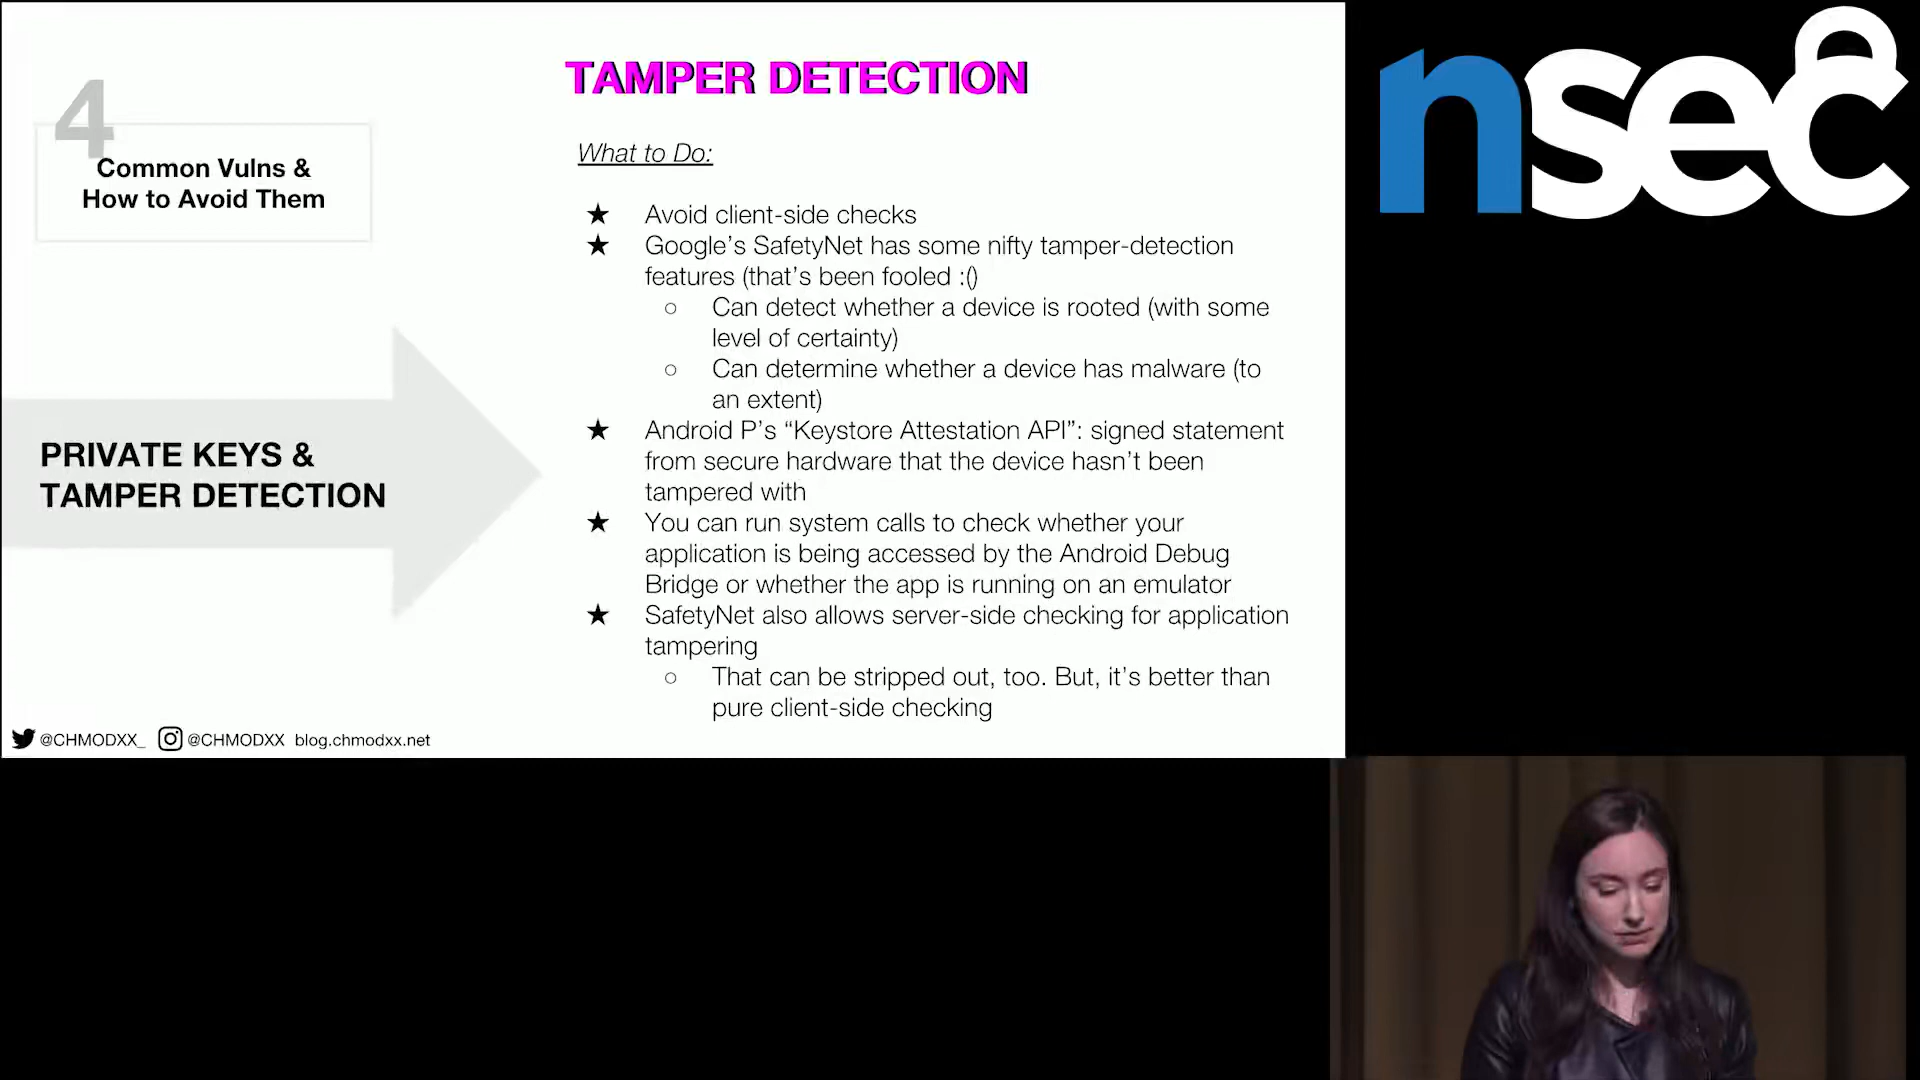 4
Common Vulns &
How to Avoid Them
PRIVATE KEYS &
TAMPER DETECTION
TAMPER DETECTION
What to Do:
★ Avoid client-side checks
★ Google’s SafetyNet has some nifty tamper-detection
features (that’s been fooled :()
○ Can detect whether a device is rooted (with some
level of certainty)
○ Can determine whether a device has malware (to
an extent)
★ Android P’s “Keystore Attestation API”: signed statement
from secure hardware that the device hasn’t been
tampered with
★ You can run system calls to check whether your
application is being accessed by the Android Debug
Bridge or whether the app is running on an emulator
★ SafetyNet also allows server-side checking for application
tampering
○ That can be stripped out, too. But, it’s better than
pure client-side checking
@CHMODXX_ @CHMODXX blog.chmodxx.net
nsec